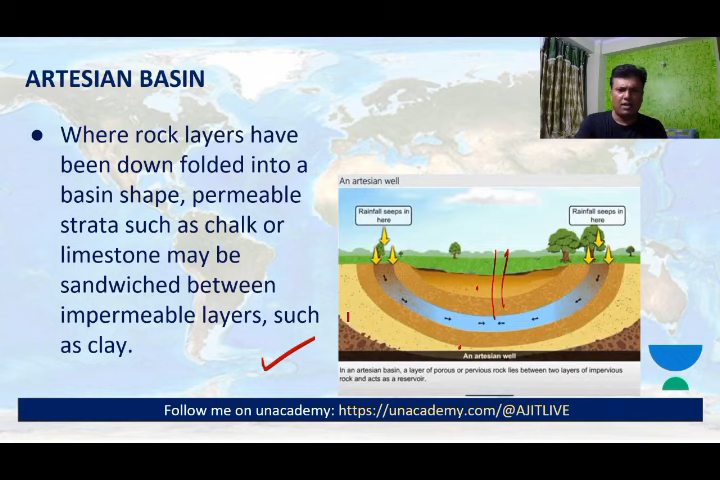 ARTESIAN BASIN
● Where rock layers have
been down folded into a
basin shape, permeable
strata such as chalk or
limestone may be
sandwiched between
impermeable layers, such
as clay.
An artesian well
Rainfall seeps in
here
Rainfall seeps in
here
An artesian well
In an artesian basin, a layer of porous or pervious rock lies between two layers of impervious
rock and acts as a reservoir.
Follow me on unacademy: https://unacademy.com/@AJITLIVE